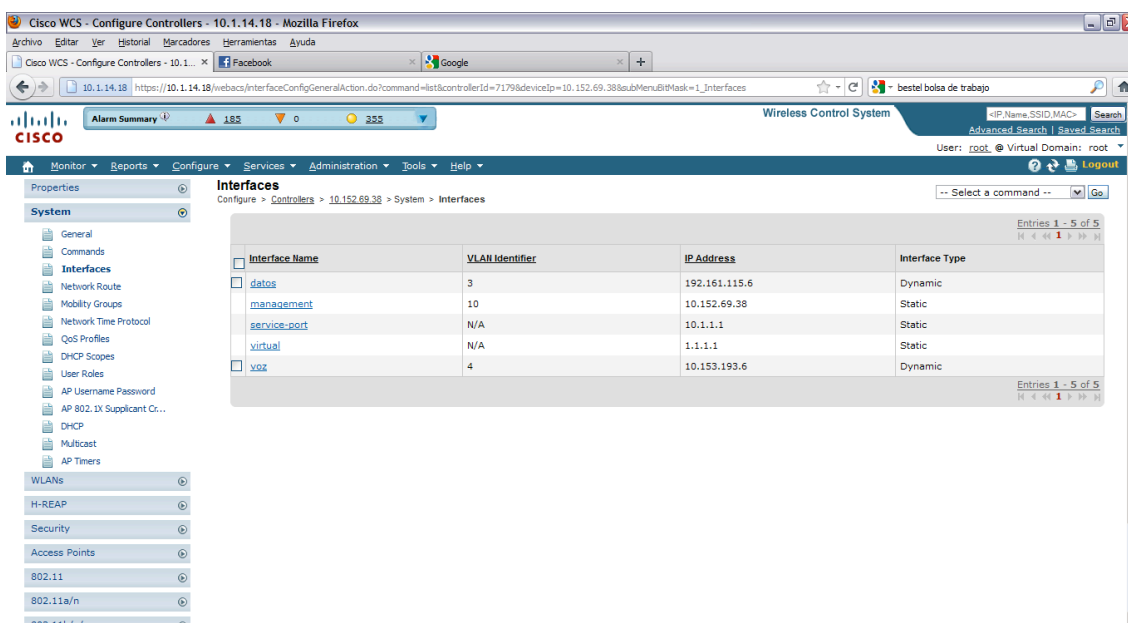 Cisco WCS - Configure Controllers - 10.1.14.18 - Mozilla Firefox
Archivo Editar Ver Historial Marcadores Herramientas Ayuda
Cisco WCS - Configure Controllers - 10.1... × Facebook × Google × +
10.1.14.18 https://10.1.14.18/webacs/interfaceConfigGeneralAction.do?command=list&controllerId=7179&deviceIp=10.152.69.38&subMenuBitMask=1_Interfaces bestel bolsa de trabajo
CISCO Alarm Summary 185 0 355 Wireless Control System <IP,Name,SSID,MAC> Search
Advanced Search | Saved Search
User: root @ Virtual Domain: root
Monitor Reports Configure Services Administration Tools Help Logout
Properties
System
General
Commands
Interfaces
Network Route
Mobility Groups
Network Time Protocol
QoS Profiles
DHCP Scopes
User Roles
AP Username Password
AP 802.1X Supplicant Cr...
DHCP
Multicast
AP Timers
WLANs
H-REAP
Security
Access Points
802.11
802.11a/n
Interfaces
Configure > Controllers > 10.152.69.38 > System > Interfaces
-- Select a command -- Go
Entries 1 - 5 of 5
1
Interface Name VLAN Identifier IP Address Interface Type
datos 3 192.161.115.6 Dynamic
management 10 10.152.69.38 Static
service-port N/A 10.1.1.1 Static
virtual N/A 1.1.1.1 Static
voz 4 10.153.193.6 Dynamic
Entries 1 - 5 of 5
1